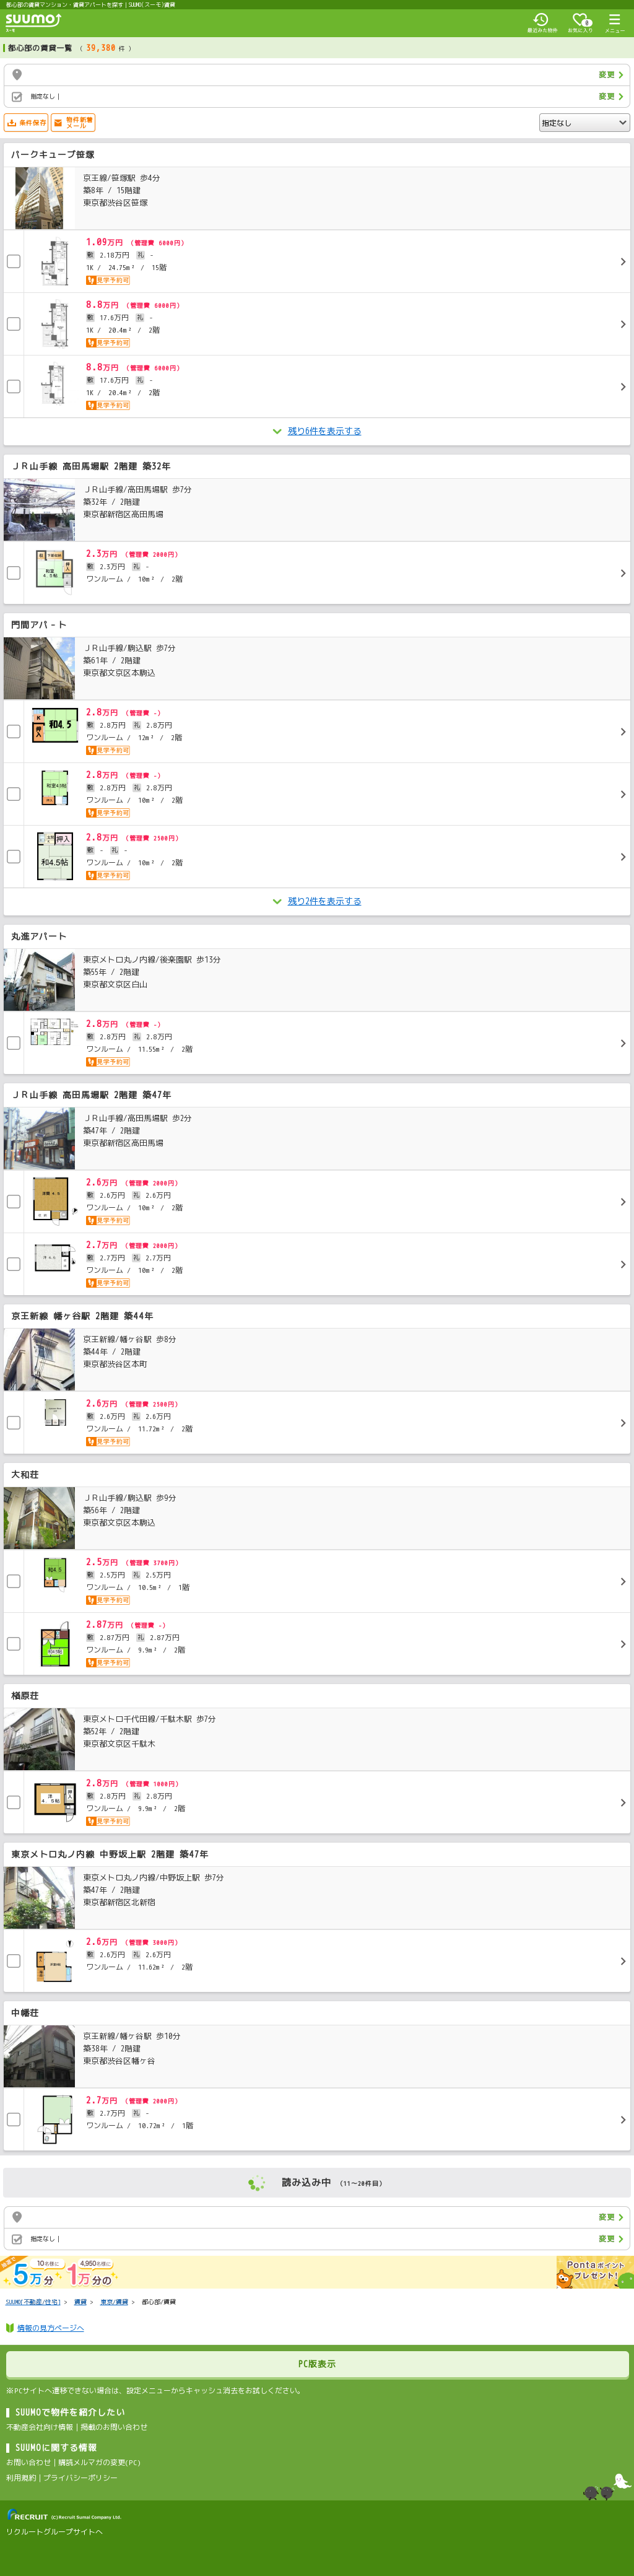 都心部の賃貸マンション・賃貸アパートを探す｜SUUMO(スーモ)賃貸
SUUMO
スーモ
最近みた物件
お気に入り
メニュー
都心部の賃貸一覧 （ 39,380 件 ）
変更
指定なし｜
変更
条件保存
物件新着メール
指定なし
パークキューブ笹塚
京王線/笹塚駅 歩4分
築8年 / 15階建
東京都渋谷区笹塚
1.09万円 （管理費 6000円）
敷 2.18万円 礼 -
1K / 24.75m² / 15階
見学予約可
8.8万円 （管理費 6000円）
敷 17.6万円 礼 -
1K / 20.4m² / 2階
見学予約可
8.8万円 （管理費 6000円）
敷 17.6万円 礼 -
1K / 20.4m² / 2階
見学予約可
残り6件を表示する
ＪＲ山手線 高田馬場駅 2階建 築32年
ＪＲ山手線/高田馬場駅 歩7分
築32年 / 2階建
東京都新宿区高田馬場
2.3万円 （管理費 2000円）
敷 2.3万円 礼 -
ワンルーム / 10m² / 2階
門間アパート
ＪＲ山手線/駒込駅 歩7分
築61年 / 2階建
東京都文京区本駒込
2.8万円 （管理費 -）
敷 2.8万円 礼 2.8万円
ワンルーム / 12m² / 2階
見学予約可
2.8万円 （管理費 -）
敷 2.8万円 礼 2.8万円
ワンルーム / 10m² / 2階
見学予約可
2.8万円 （管理費 2500円）
敷 - 礼 -
ワンルーム / 10m² / 2階
見学予約可
残り2件を表示する
丸進アパート
東京メトロ丸ノ内線/後楽園駅 歩13分
築55年 / 2階建
東京都文京区白山
2.8万円 （管理費 -）
敷 2.8万円 礼 2.8万円
ワンルーム / 11.55m² / 2階
見学予約可
ＪＲ山手線 高田馬場駅 2階建 築47年
ＪＲ山手線/高田馬場駅 歩2分
築47年 / 2階建
東京都新宿区高田馬場
2.6万円 （管理費 2000円）
敷 2.6万円 礼 2.6万円
ワンルーム / 10m² / 2階
見学予約可
2.7万円 （管理費 2000円）
敷 2.7万円 礼 2.7万円
ワンルーム / 10m² / 2階
見学予約可
京王新線 幡ヶ谷駅 2階建 築44年
京王新線/幡ヶ谷駅 歩8分
築44年 / 2階建
東京都渋谷区本町
2.6万円 （管理費 2500円）
敷 2.6万円 礼 2.6万円
ワンルーム / 11.72m² / 2階
見学予約可
大和荘
ＪＲ山手線/駒込駅 歩9分
築56年 / 2階建
東京都文京区本駒込
2.5万円 （管理費 3700円）
敷 2.5万円 礼 2.5万円
ワンルーム / 10.5m² / 1階
見学予約可
2.87万円 （管理費 -）
敷 2.87万円 礼 2.87万円
ワンルーム / 9.9m² / 2階
見学予約可
槇原荘
東京メトロ千代田線/千駄木駅 歩7分
築52年 / 2階建
東京都文京区千駄木
2.8万円 （管理費 1000円）
敷 2.8万円 礼 2.8万円
ワンルーム / 9.9m² / 2階
見学予約可
東京メトロ丸ノ内線 中野坂上駅 2階建 築47年
東京メトロ丸ノ内線/中野坂上駅 歩7分
築47年 / 2階建
東京都新宿区北新宿
2.6万円 （管理費 3000円）
敷 2.6万円 礼 2.6万円
ワンルーム / 11.62m² / 2階
中幡荘
京王新線/幡ヶ谷駅 歩10分
築38年 / 2階建
東京都渋谷区幡ヶ谷
2.7万円 （管理費 2000円）
敷 2.7万円 礼 -
ワンルーム / 10.72m² / 1階
読み込み中 （11〜20件目）
変更
指定なし｜
変更
10名様に 5万分 4,950名様に 1万分の
Pontaポイントプレゼント!
SUUMO[不動産/住宅] > 賃貸 > 東京/賃貸 > 都心部/賃貸
情報の見方ページへ
PC版表示
※PCサイトへ遷移できない場合は、設定メニューからキャッシュ消去をお試しください。
SUUMOで物件を紹介したい
不動産会社向け情報｜掲載のお問い合わせ
SUUMOに関する情報
お問い合わせ｜購読メルマガの変更(PC)
利用規約｜プライバシーポリシー
RECRUIT (C)Recruit Sumai Company Ltd.
リクルートグループサイトへ